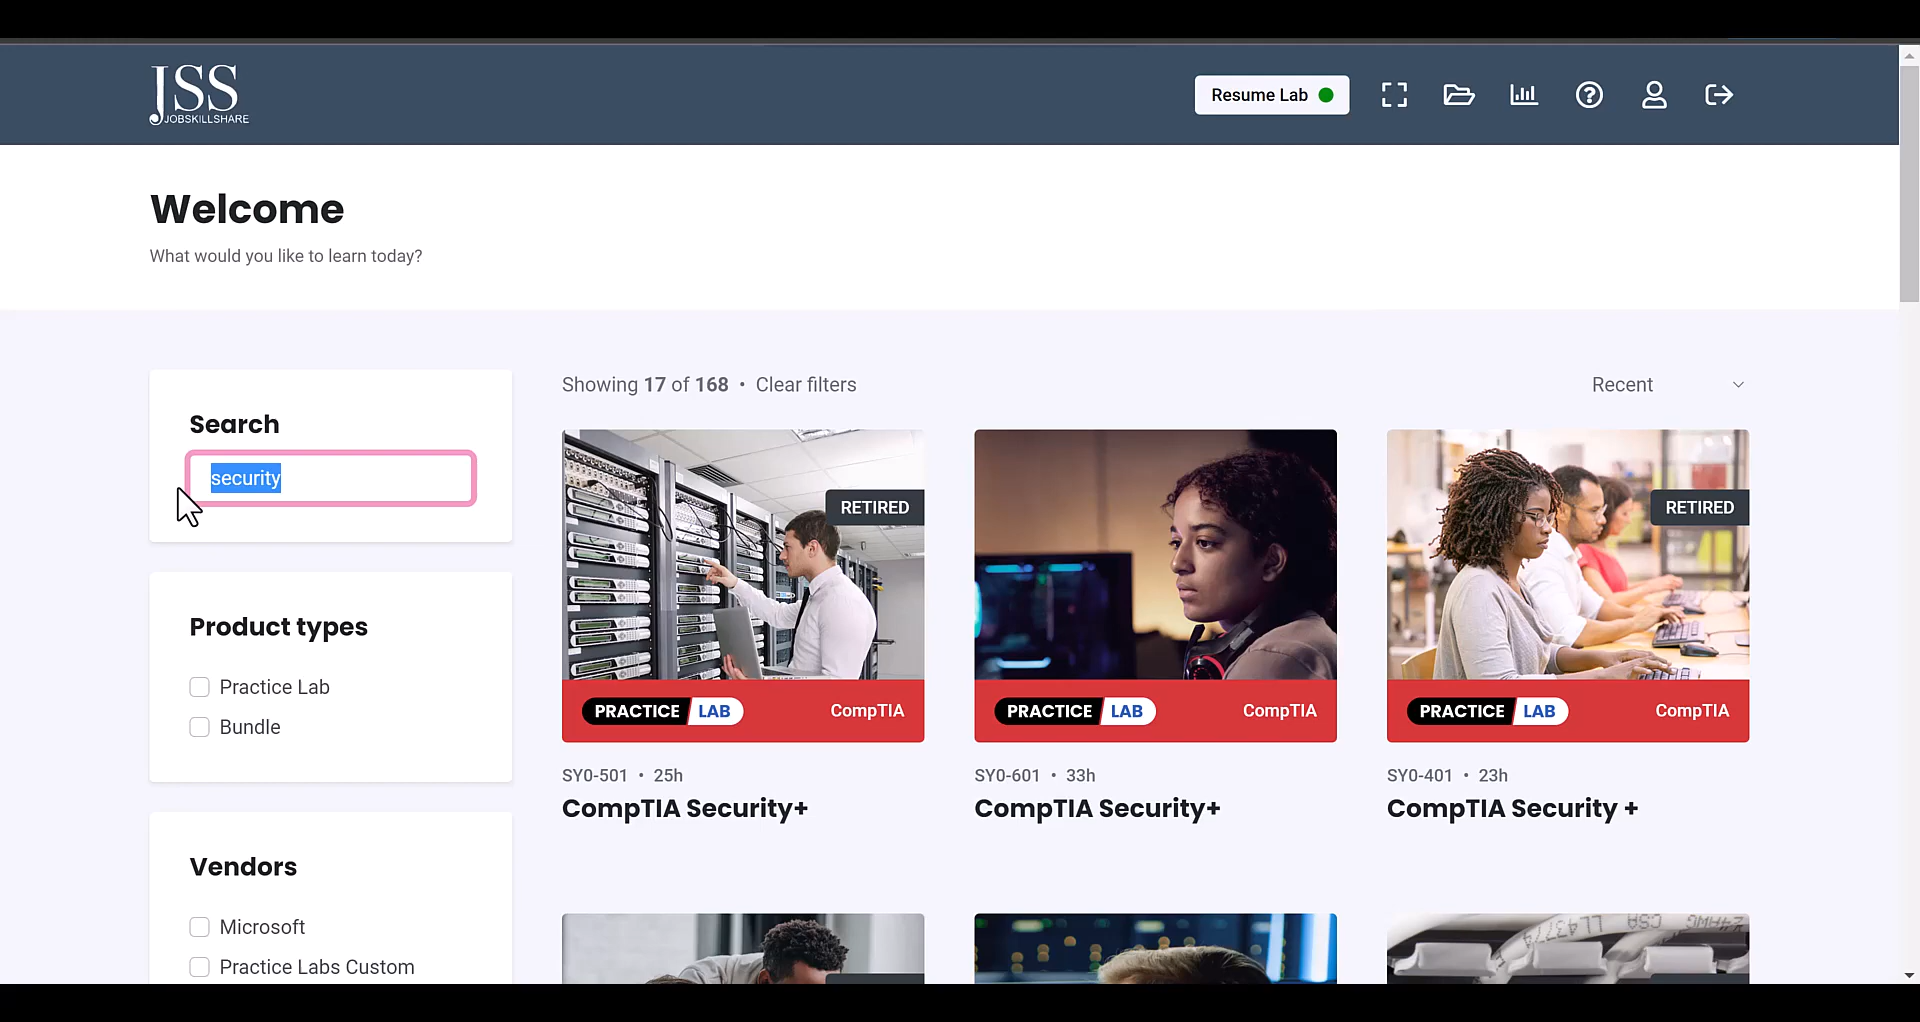 JSS
JOBSKILLSHARE
Resume Lab
Welcome
What would you like to learn today?
Search
security
Product types
Practice Lab
Bundle
Vendors
Microsoft
Practice Labs Custom
Showing 17 of 168 • Clear filters
Recent
RETIRED
PRACTICE LAB
CompTIA
SY0-501 • 25h
CompTIA Security+
PRACTICE LAB
CompTIA
SY0-601 • 33h
CompTIA Security+
RETIRED
PRACTICE LAB
CompTIA
SY0-401 • 23h
CompTIA Security +